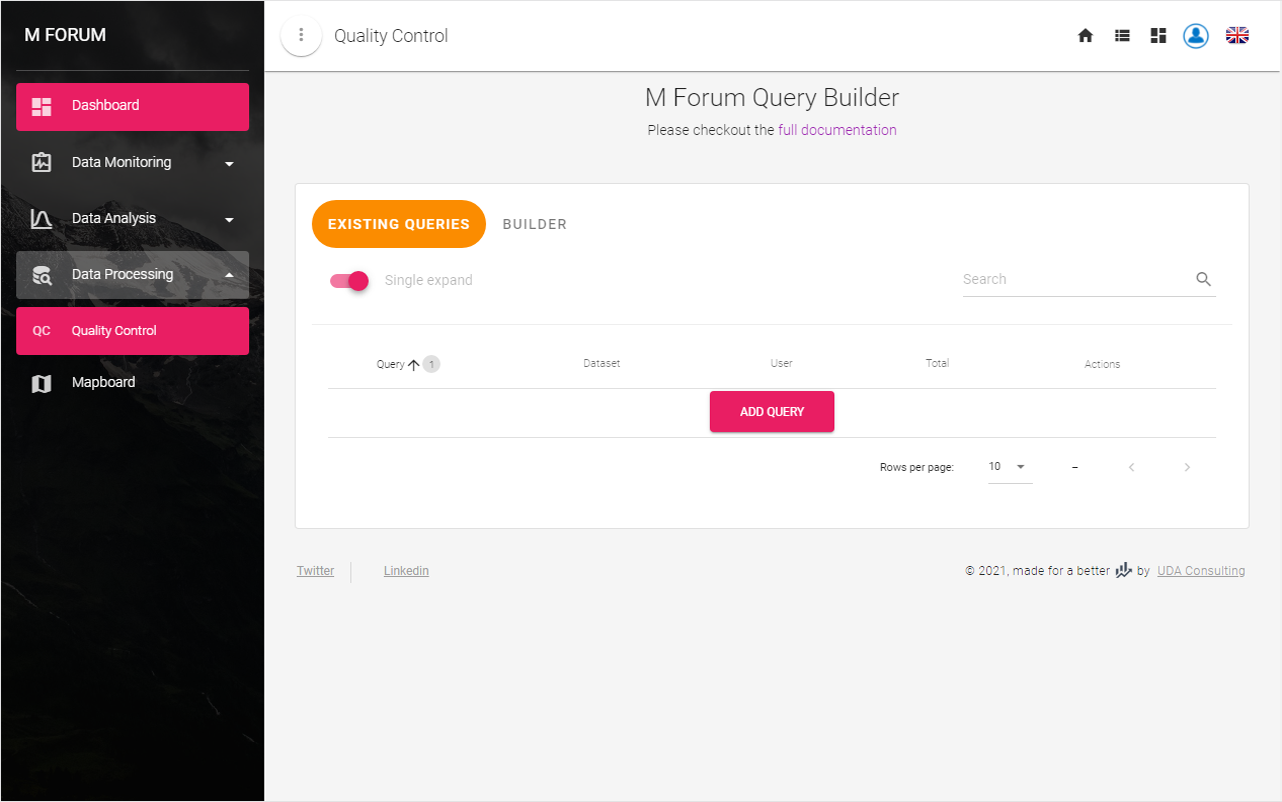 M FORUM
Quality Control
Dashboard
Data Monitoring
Data Analysis
Data Processing
QC Quality Control
Mapboard
M Forum Query Builder
Please checkout the full documentation
EXISTING QUERIES BUILDER
Single expand
Search
Query 1 Dataset User Total Actions
ADD QUERY
Rows per page: 10 –
Twitter Linkedin
© 2021, made for a better by UDA Consulting